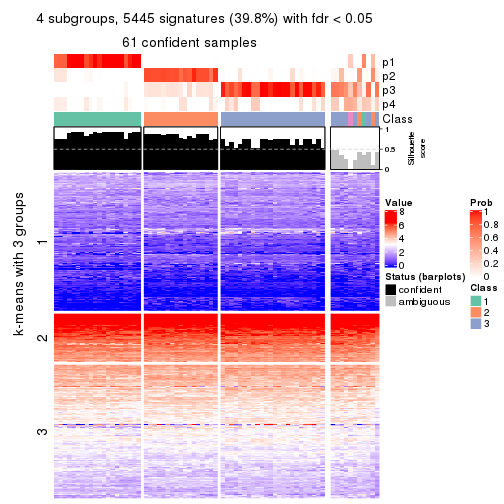 4 subgroups, 5445 signatures (39.8%) with fdr < 0.05
61 confident samples
p1
p2
p3
p4
Class
1
0.5
0
Silhouette
score
k-means with 3 groups
1
2
3
Value
8
6
4
2
0
Status (barplots)
confident
ambiguous
Prob
1
0.8
0.6
0.4
0.2
0
Class
1
2
3